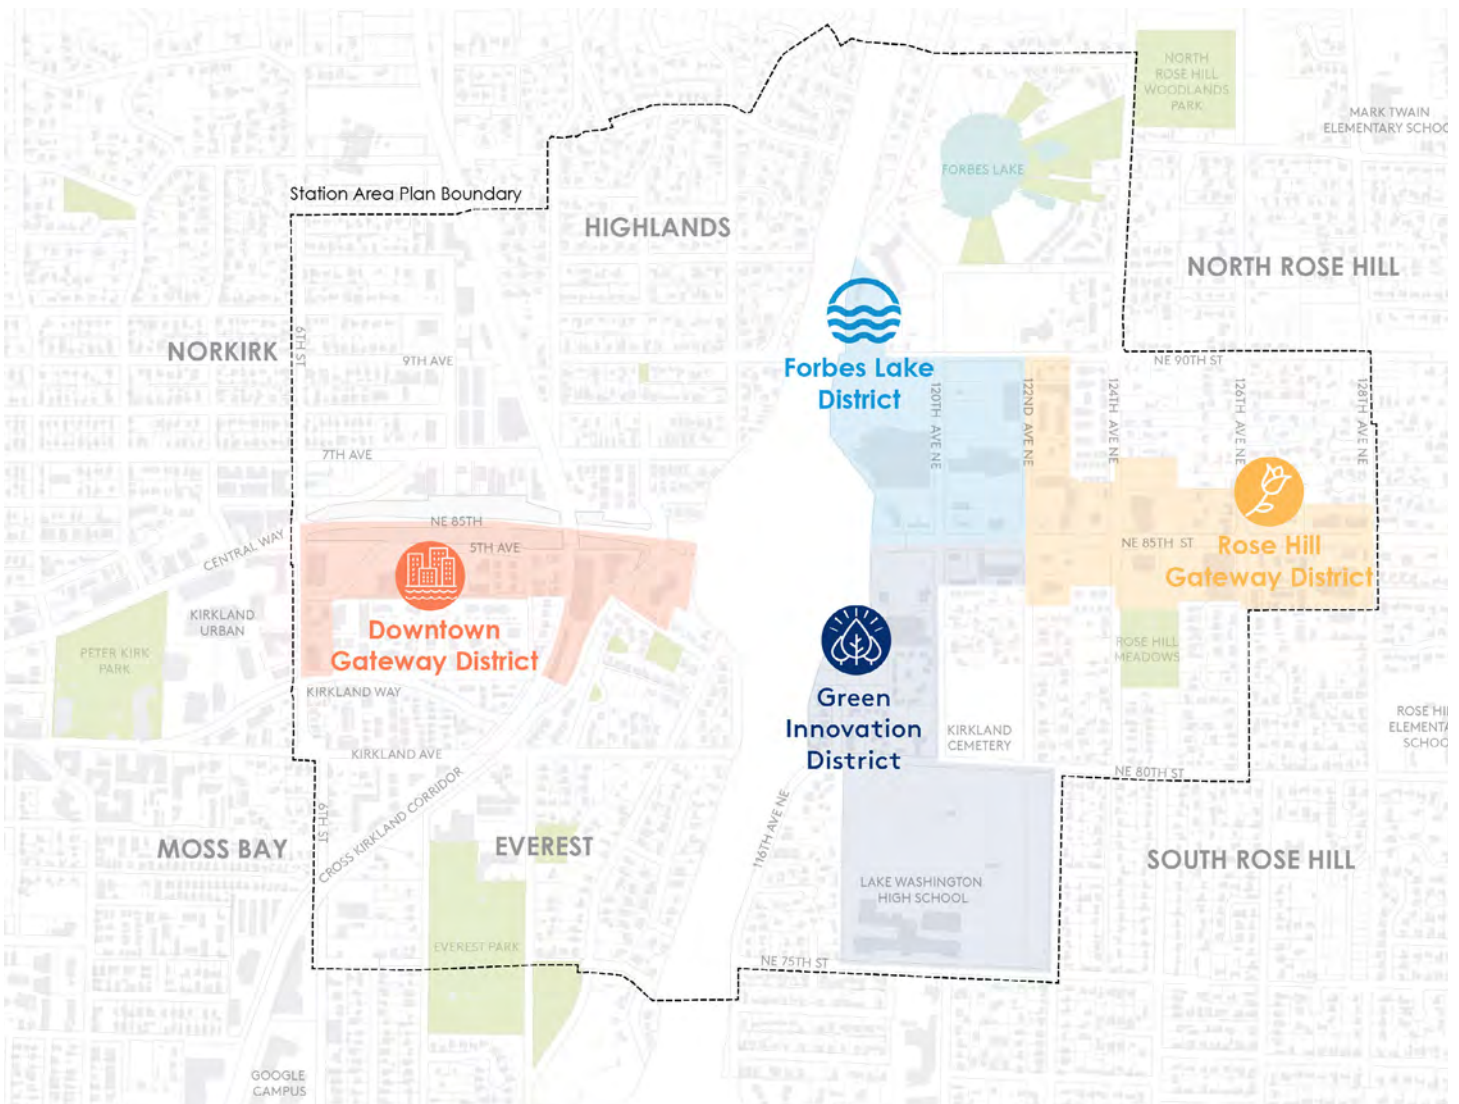 NORTH
ROSE HILL
WOODLANDS
PARK
MARK TWAIN
ELEMENTARY SCHOO
FORBES LAKE
Station Area Plan Boundary
HIGHLANDS
NORTH ROSE HILL
6TH ST
NORKIRK
9TH AVE
NE 90TH ST
Forbes Lake
District
120TH AVE NE
122ND AVE NE
124TH AVE NE
126TH AVE NE
128TH AVE NE
7TH AVE
NE 85TH
5TH AVE
CENTRAL WAY
NE 85TH ST
Rose Hill
Gateway District
KIRKLAND
URBAN
Downtown
Gateway District
PETER KIRK
PARK
ROSE HILL
MEADOWS
KIRKLAND WAY
Green
Innovation
District
KIRKLAND
CEMETERY
ROSE HI
ELEMENTA
SCHOO
KIRKLAND AVE
NE 80TH ST
CROSS KIRKLAND CORRIDOR
6TH ST
116TH AVE NE
MOSS BAY
EVEREST
SOUTH ROSE HILL
LAKE WASHINGTON
HIGH SCHOOL
EVEREST PARK
NE 75TH ST
GOOGLE
CAMPUS